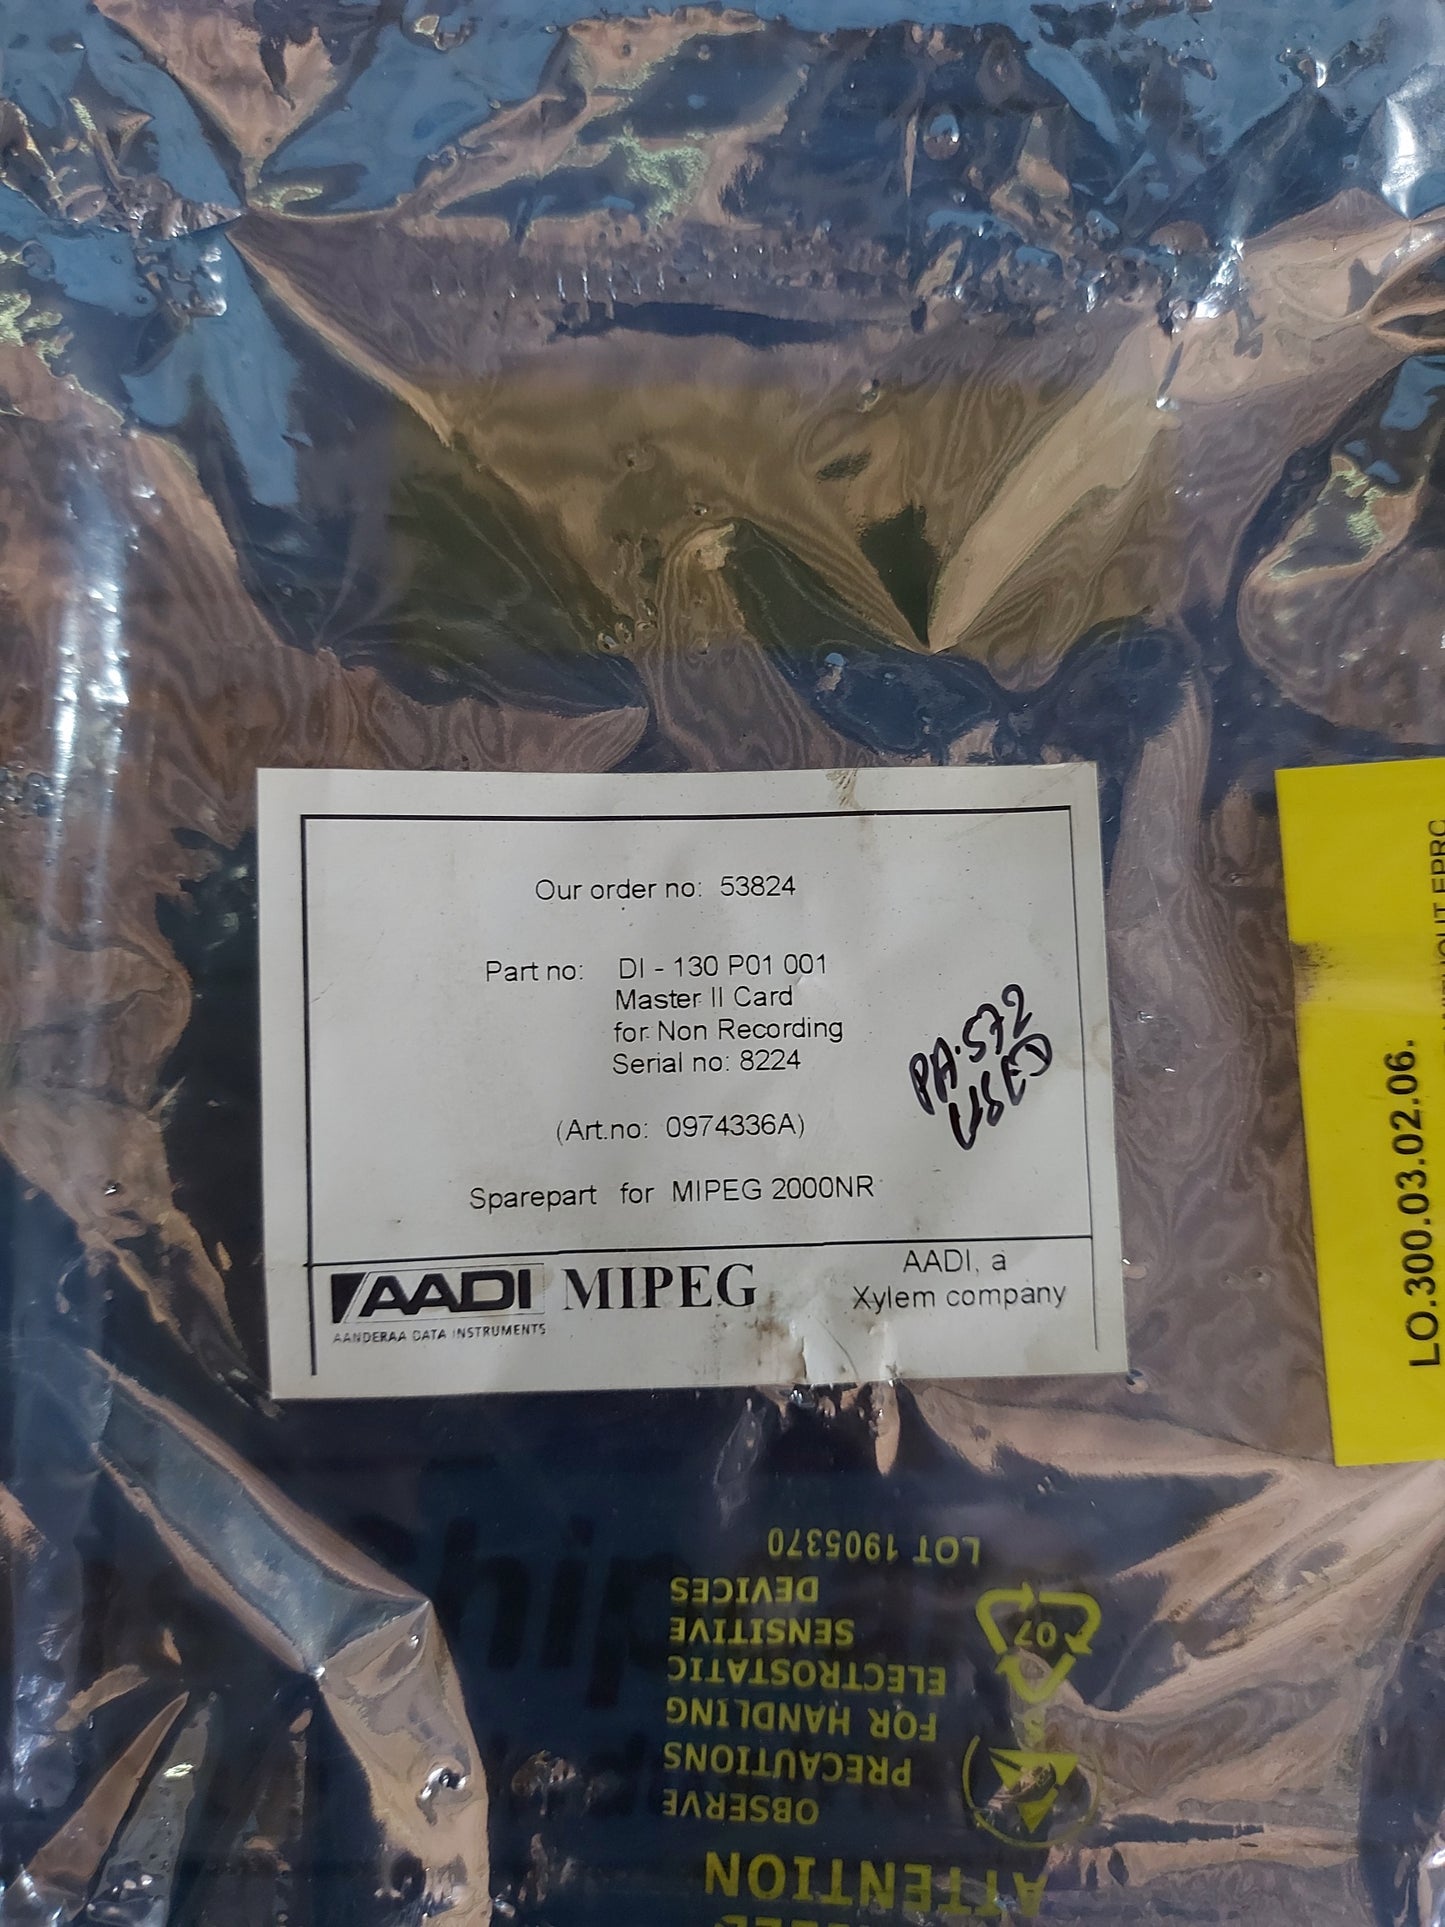 Our order no: 53824
Part no: DI - 130 P01 001
Master II Card
for Non Recording
Serial no: 8224
(Art.no: 0974336A)
Sparepart for MIPEG 2000NR
PA.572
USED
AADI MIPEG
AANDERAA DATA INSTRUMENTS
AADI, a
Xylem company
LO.300.03.02.06.
ATTENTION
OBSERVE
PRECAUTIONS
FOR HANDLING
ELECTROSTATIC
SENSITIVE
DEVICES
LOT 1905370
07